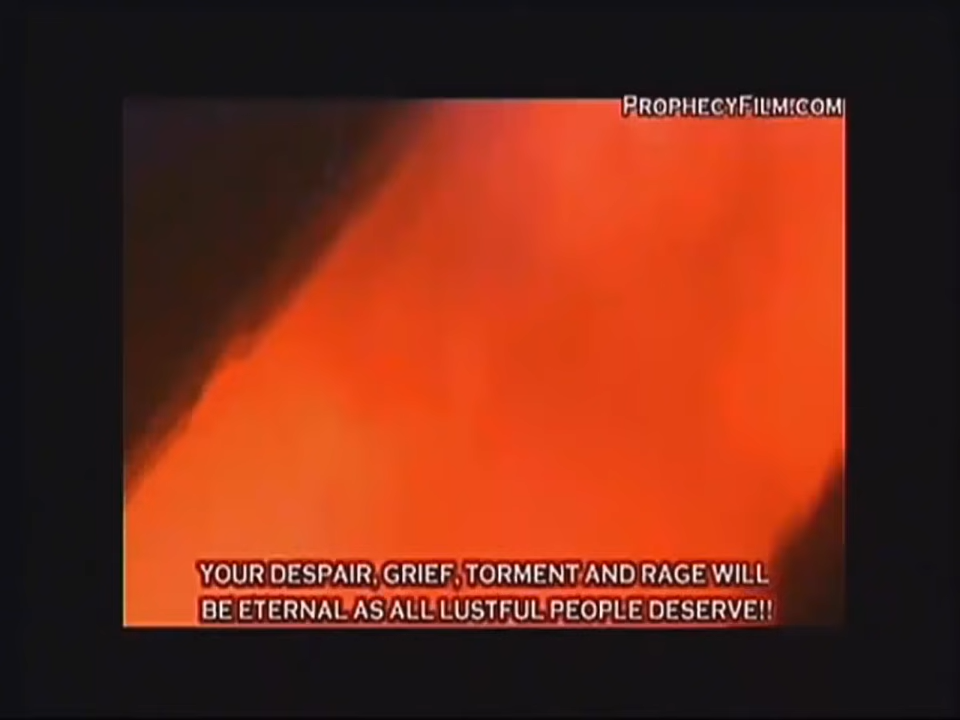 PROPHECYFILM.COM
YOUR DESPAIR, GRIEF, TORMENT AND RAGE WILL
BE ETERNAL AS ALL LUSTFUL PEOPLE DESERVE!!